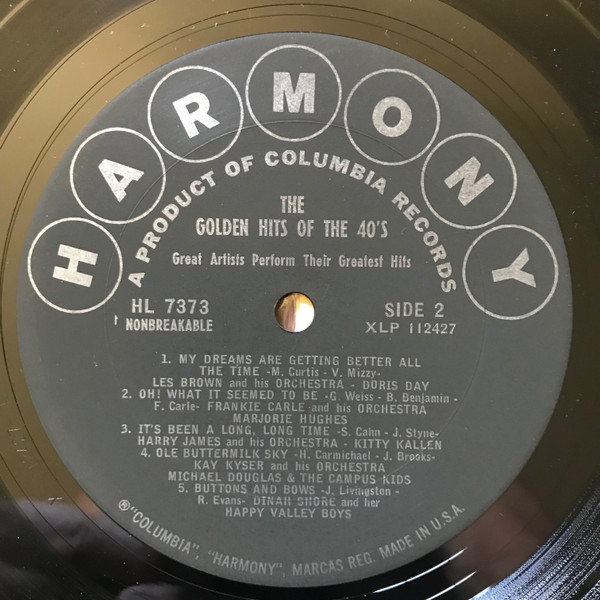 HARMONY
A PRODUCT OF COLUMBIA RECORDS
THE
GOLDEN HITS OF THE 40'S
Great Artists Perform Their Greatest Hits
HL 7373
NONBREAKABLE
SIDE 2
XLP 112427
1. MY DREAMS ARE GETTING BETTER ALL
THE TIME -M. Curtis - V. Mizzy-
LES BROWN and his ORCHESTRA - DORIS DAY
2. OH! WHAT IT SEEMED TO BE -G. Weiss - B. Benjamin -
F. Carle- FRANKIE CARLE and his ORCHESTRA
MARJORIE HUGHES
3. IT'S BEEN A LONG, LONG TIME -S. Cahn - J. Styne-
HARRY JAMES and his ORCHESTRA - KITTY KALLEN
4. OLE BUTTERMILK SKY -H. Carmichael - J. Brooks-
KAY KYSER and his ORCHESTRA
MICHAEL DOUGLAS & THE CAMPUS KIDS
5. BUTTONS AND BOWS -J. Livingston -
R. Evans- DINAH SHORE and her
HAPPY VALLEY BOYS
® "COLUMBIA", "HARMONY", MARCAS REG. MADE IN U.S.A.